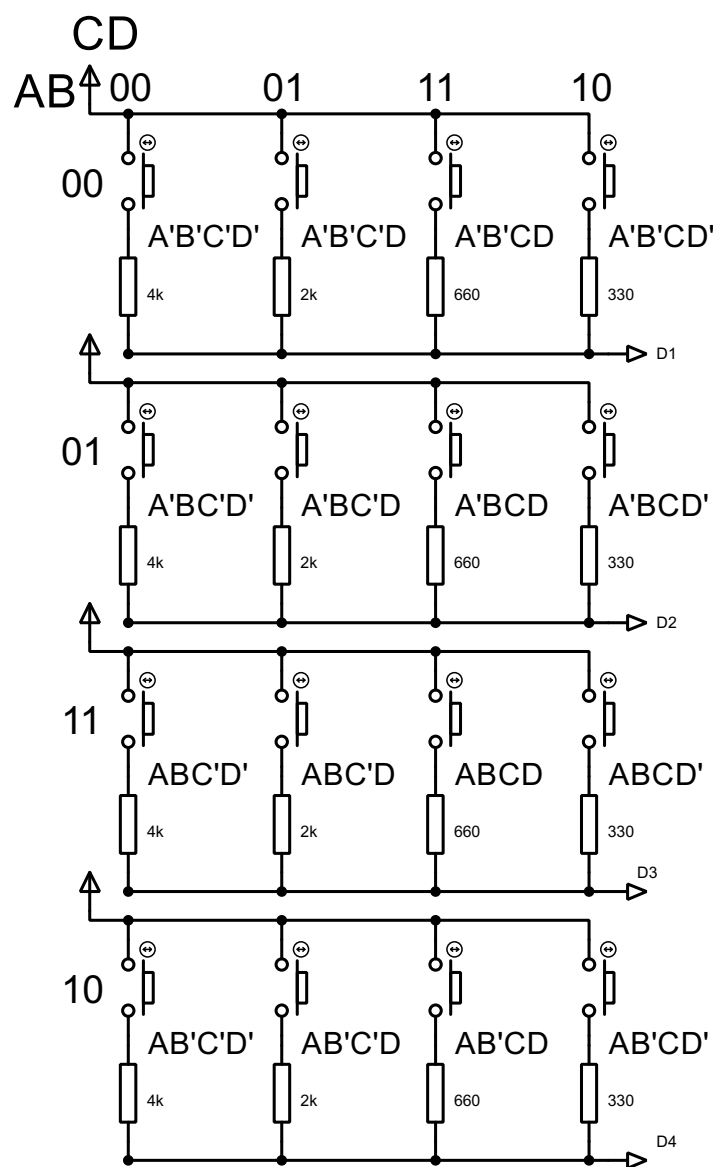 CD
AB 00 01 11 10
00
A'B'C'D' A'B'C'D A'B'CD A'B'CD'
4k 2k 660 330
D1
01
A'BC'D' A'BC'D A'BCD A'BCD'
4k 2k 660 330
D2
11
ABC'D' ABC'D ABCD ABCD'
4k 2k 660 330
D3
10
AB'C'D' AB'C'D AB'CD AB'CD'
4k 2k 660 330
D4